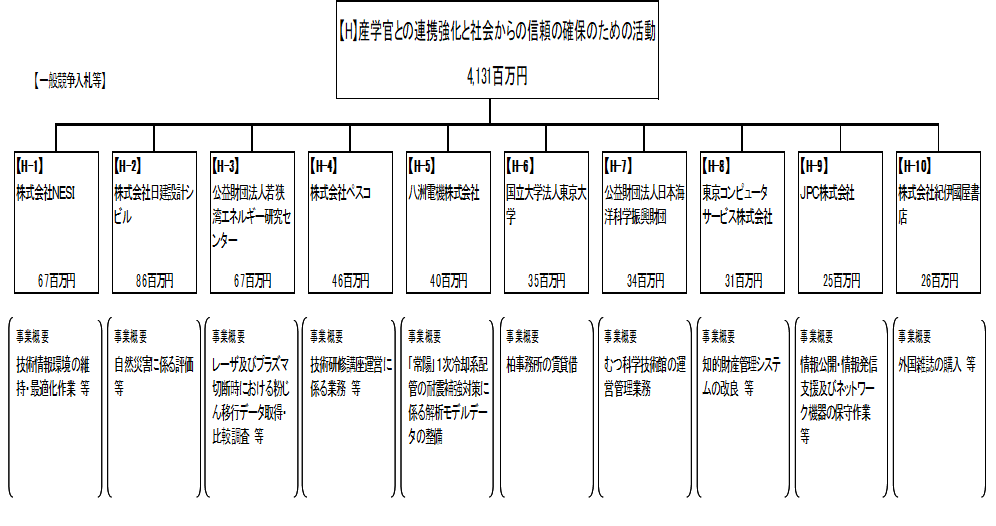 【H】産学官との連携強化と社会からの信頼の確保のための活動
4,131百万円
【一般競争入札等】
【H-1】
株式会社NESI
67百万円
【H-2】
株式会社日建設計シ
ビル
86百万円
【H-3】
公益財団法人若狭
湾エネルギー研究セ
ンター
67百万円
【H-4】
株式会社ペスコ
46百万円
【H-5】
八洲電機株式会社
40百万円
【H-6】
国立大学法人東京大
学
35百万円
【H-7】
公益財団法人日本海
洋科学振興財団
34百万円
【H-8】
東京コンピュータ
サービス株式会社
31百万円
【H-9】
JPC株式会社
25百万円
【H-10】
株式会社紀伊國屋書
店
26百万円
事業概要
技術情報環境の維
持・最適化作業 等
事業概要
自然災害に係る評価
等
事業概要
レーザ及びプラズマ
切断時における粉じ
ん移行データ取得・
比較調査 等
事業概要
技術研修講座運営に
係る業務 等
事業概要
「常陽」1次冷却系配
管の耐震補強対策に
係る解析モデルデー
タの整備
事業概要
柏事務所の賃貸借
事業概要
むつ科学技術館の運
営管理業務
事業概要
知的財産管理システ
ムの改良 等
事業概要
情報公開・情報発信
支援及びネットワー
ク機器の保守作業
等
事業概要
外国雑誌の購入 等